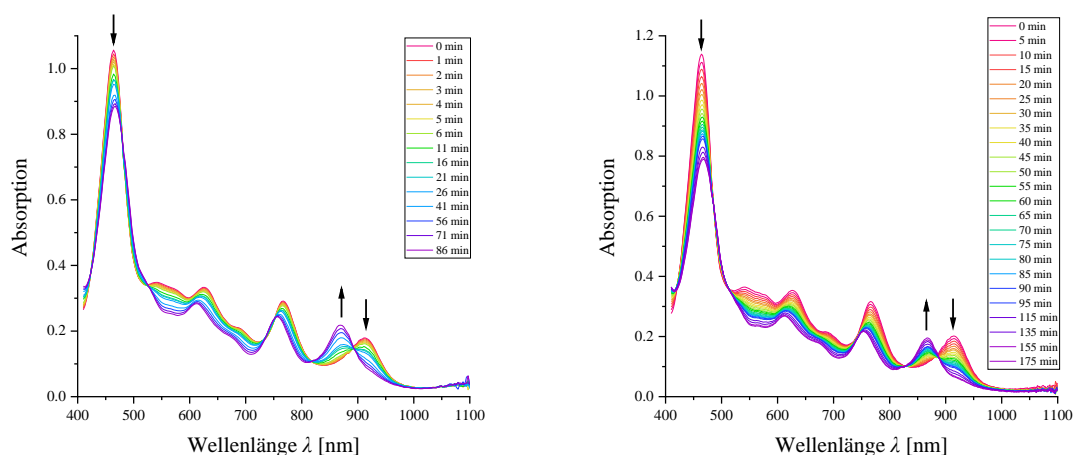 0 min
1 min
2 min
3 min
4 min
5 min
6 min
11 min
16 min
21 min
26 min
41 min
56 min
71 min
86 min
1.0
0.8
0.6
0.4
0.2
0.0
Absorption
400 500 600 700 800 900 1000 1100
Wellenlänge λ [nm]
0 min
5 min
10 min
15 min
20 min
25 min
30 min
35 min
40 min
45 min
50 min
55 min
60 min
65 min
70 min
75 min
80 min
85 min
90 min
95 min
115 min
135 min
155 min
175 min
1.2
1.0
0.8
0.6
0.4
0.2
0.0
Absorption
400 500 600 700 800 900 1000 1100
Wellenlänge λ [nm]